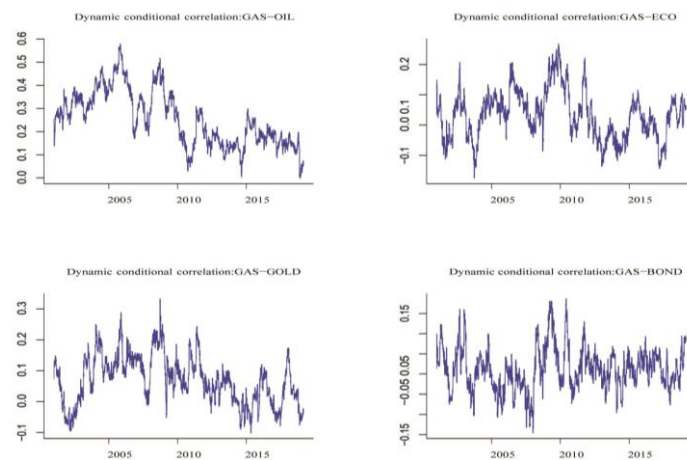 Dynamic conditional correlation:GAS−OIL
0.6
0.5
0.4
0.3
0.2
0.1
0.0
2005 2010 2015
Dynamic conditional correlation:GAS−ECO
0.2
0.0 0.1
−0.1
2005 2010 2015
Dynamic conditional correlation:GAS−GOLD
0.3
0.2
0.1
0.0
−0.1
2005 2010 2015
Dynamic conditional correlation:GAS−BOND
0.15
−0.05 0.05
−0.15
2005 2010 2015